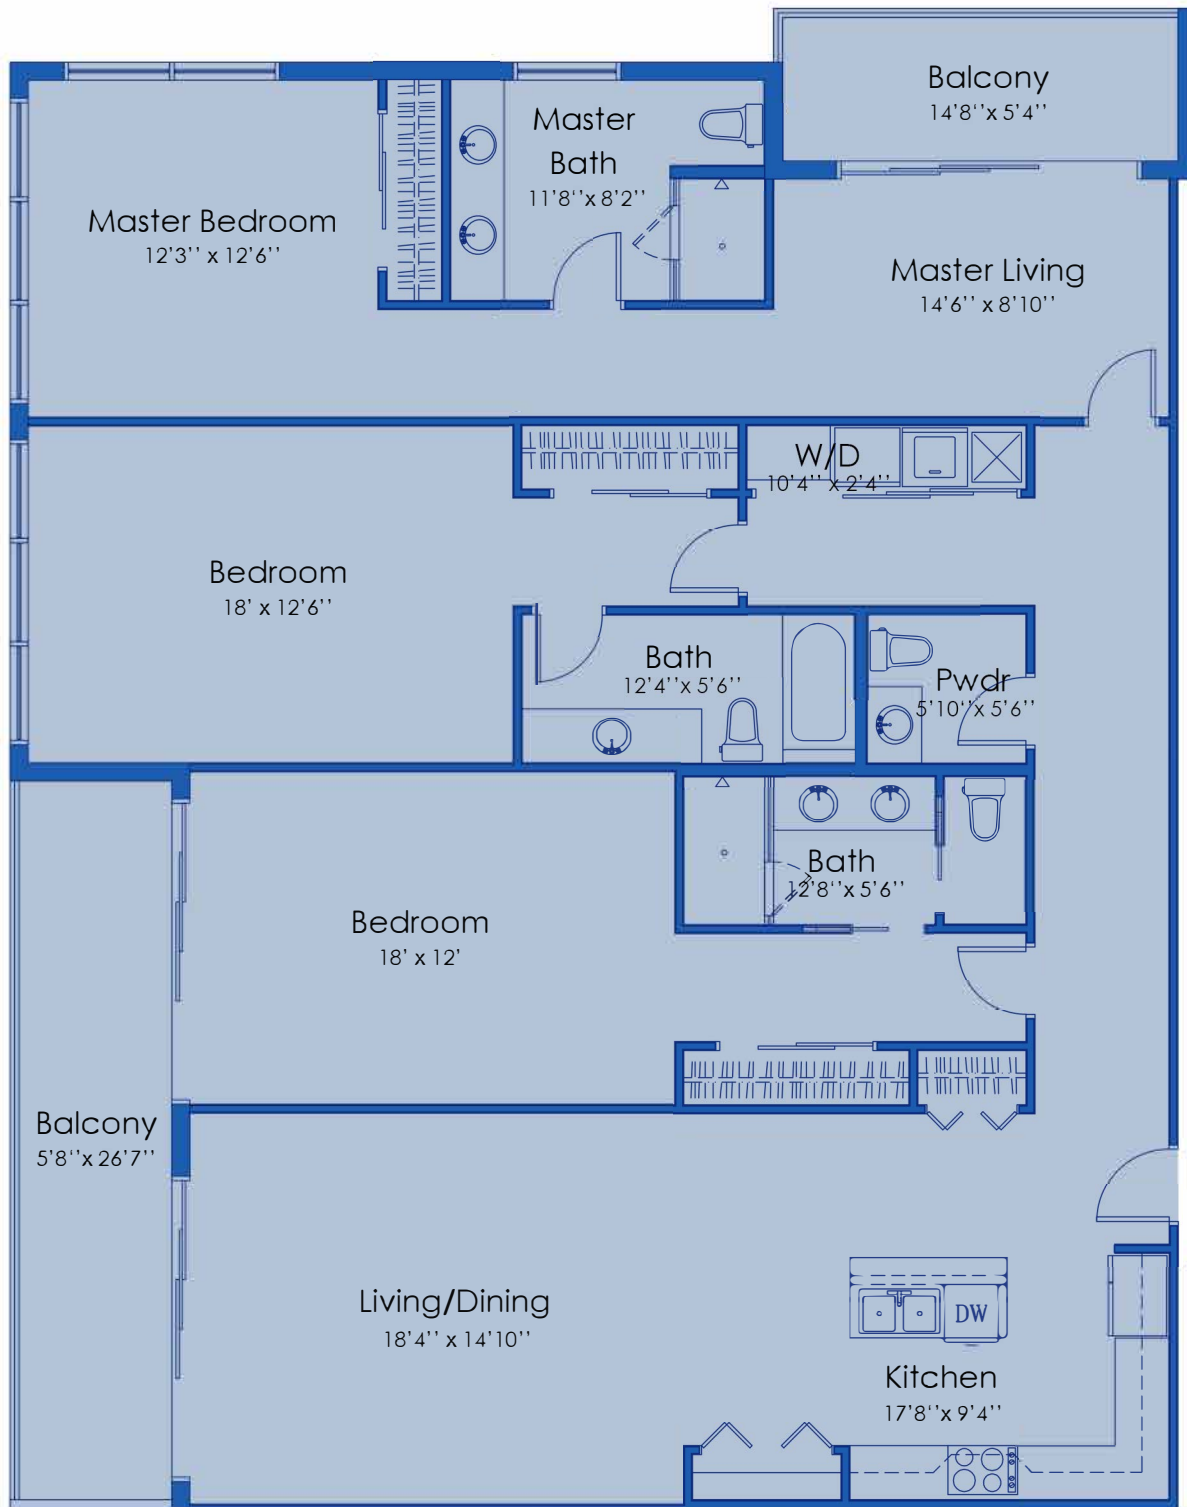 Balcony
14'8''x 5'4''
Master
Bath
11'8''x 8'2''
Master Bedroom
12'3'' x 12'6''
Master Living
14'6'' x 8'10''
W/D
10'4'' x 2'4''
Bedroom
18' x 12'6''
Bath
12'4''x 5'6''
Pwdr
5'10''x 5'6''
Bath
12'8''x 5'6''
Bedroom
18' x 12'
Balcony
5'8''x 26'7''
Living/Dining
18'4'' x 14'10''
DW
Kitchen
17'8''x 9'4''